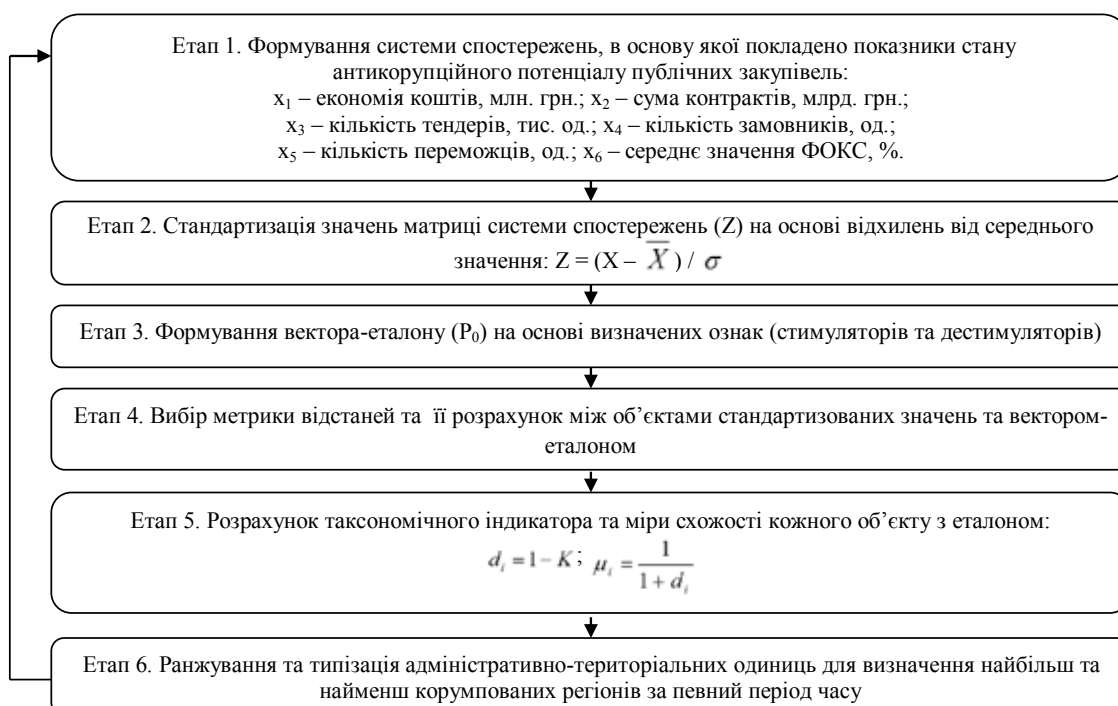 Етап 1. Формування системи спостережень, в основу якої покладено показники стану
антикорупційного потенціалу публічних закупівель:
x₁ – економія коштів, млн. грн.; x₂ – сума контрактів, млрд. грн.;
x₃ – кількість тендерів, тис. од.; x₄ – кількість замовників, од.;
x₅ – кількість переможців, од.; x₆ – середнє значення ФОКС, %.
Етап 2. Стандартизація значень матриці системи спостережень (Z) на основі відхилень від середнього
значення: Z = (X – X̅ ) / σ
Етап 3. Формування вектора-еталону (P₀) на основі визначених ознак (стимуляторів та дестимуляторів)
Етап 4. Вибір метрики відстаней та її розрахунок між об’єктами стандартизованих значень та вектором-
еталоном
Етап 5. Розрахунок таксономічного індикатора та міри схожості кожного об’єкту з еталоном:
dᵢ = 1 – K ; μᵢ = 1 / (1 + dᵢ)
Етап 6. Ранжування та типізація адміністративно-територіальних одиниць для визначення найбільш та
найменш корумпованих регіонів за певний період часу